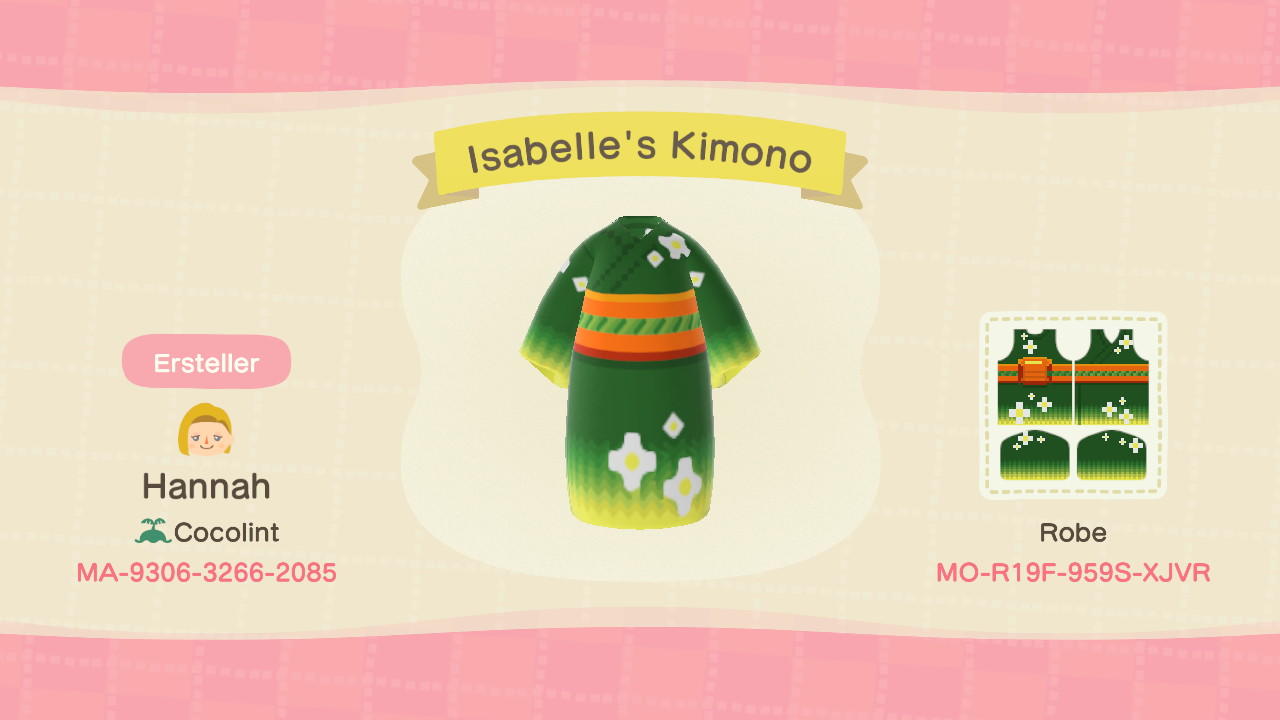 Isabelle's Kimono
Ersteller
Hannah
Cocolint
MA-9306-3266-2085
Robe
MO-R19F-959S-XJVR